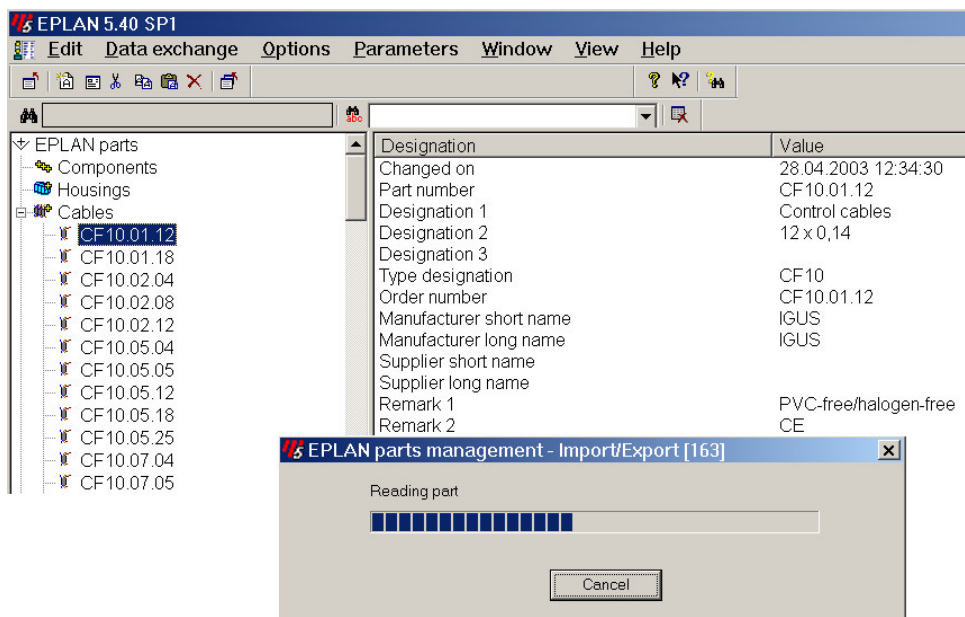 EPLAN 5.40 SP1
Edit Data exchange Options Parameters Window View Help
abc
EPLAN parts
Components
Housings
Cables
CF10.01.12
CF10.01.18
CF10.02.04
CF10.02.08
CF10.02.12
CF10.05.04
CF10.05.05
CF10.05.12
CF10.05.18
CF10.05.25
CF10.07.04
CF10.07.05
Designation Value
Changed on 28.04.2003 12:34:30
Part number CF10.01.12
Designation 1 Control cables
Designation 2 12 x 0,14
Designation 3
Type designation CF10
Order number CF10.01.12
Manufacturer short name IGUS
Manufacturer long name IGUS
Supplier short name
Supplier long name
Remark 1 PVC-free/halogen-free
Remark 2 CE
EPLAN parts management - Import/Export [163]
Reading part
Cancel